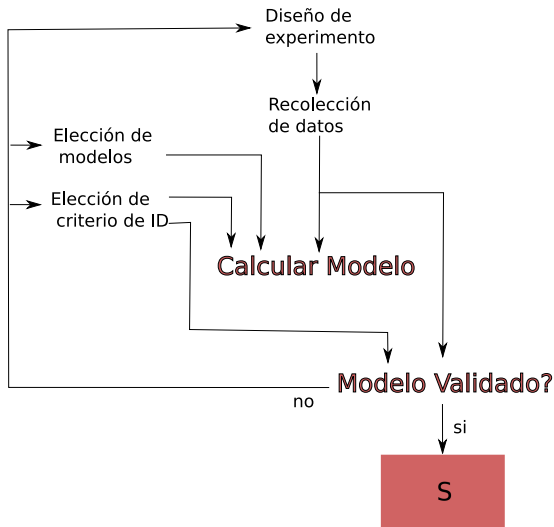 Diseño de
experimento
Recolección
de datos
Elección de
modelos
Elección de
criterio de ID
Calcular Modelo
Modelo Validado?
no
si
S